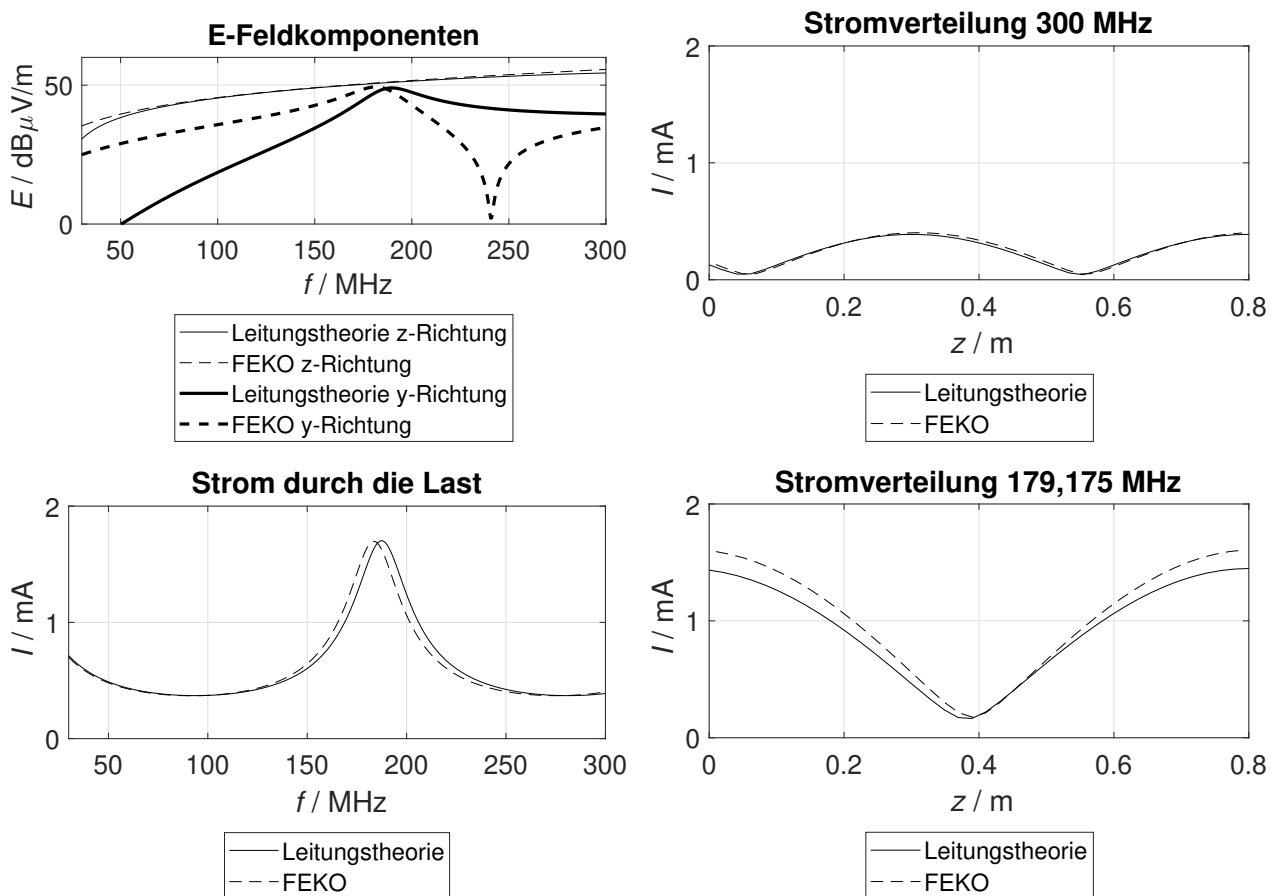 E-Feldkomponenten
50
0
E / dBμV/m
50
100
150
200
250
300
f / MHz
Leitungstheorie z-Richtung
FEKO z-Richtung
Leitungstheorie y-Richtung
FEKO y-Richtung
Stromverteilung 300 MHz
2
1
0
I / mA
0
0.2
0.4
0.6
0.8
z / m
Leitungstheorie
FEKO
Strom durch die Last
2
1
0
I / mA
50
100
150
200
250
300
f / MHz
Leitungstheorie
FEKO
Stromverteilung 179,175 MHz
2
1
0
I / mA
0
0.2
0.4
0.6
0.8
z / m
Leitungstheorie
FEKO